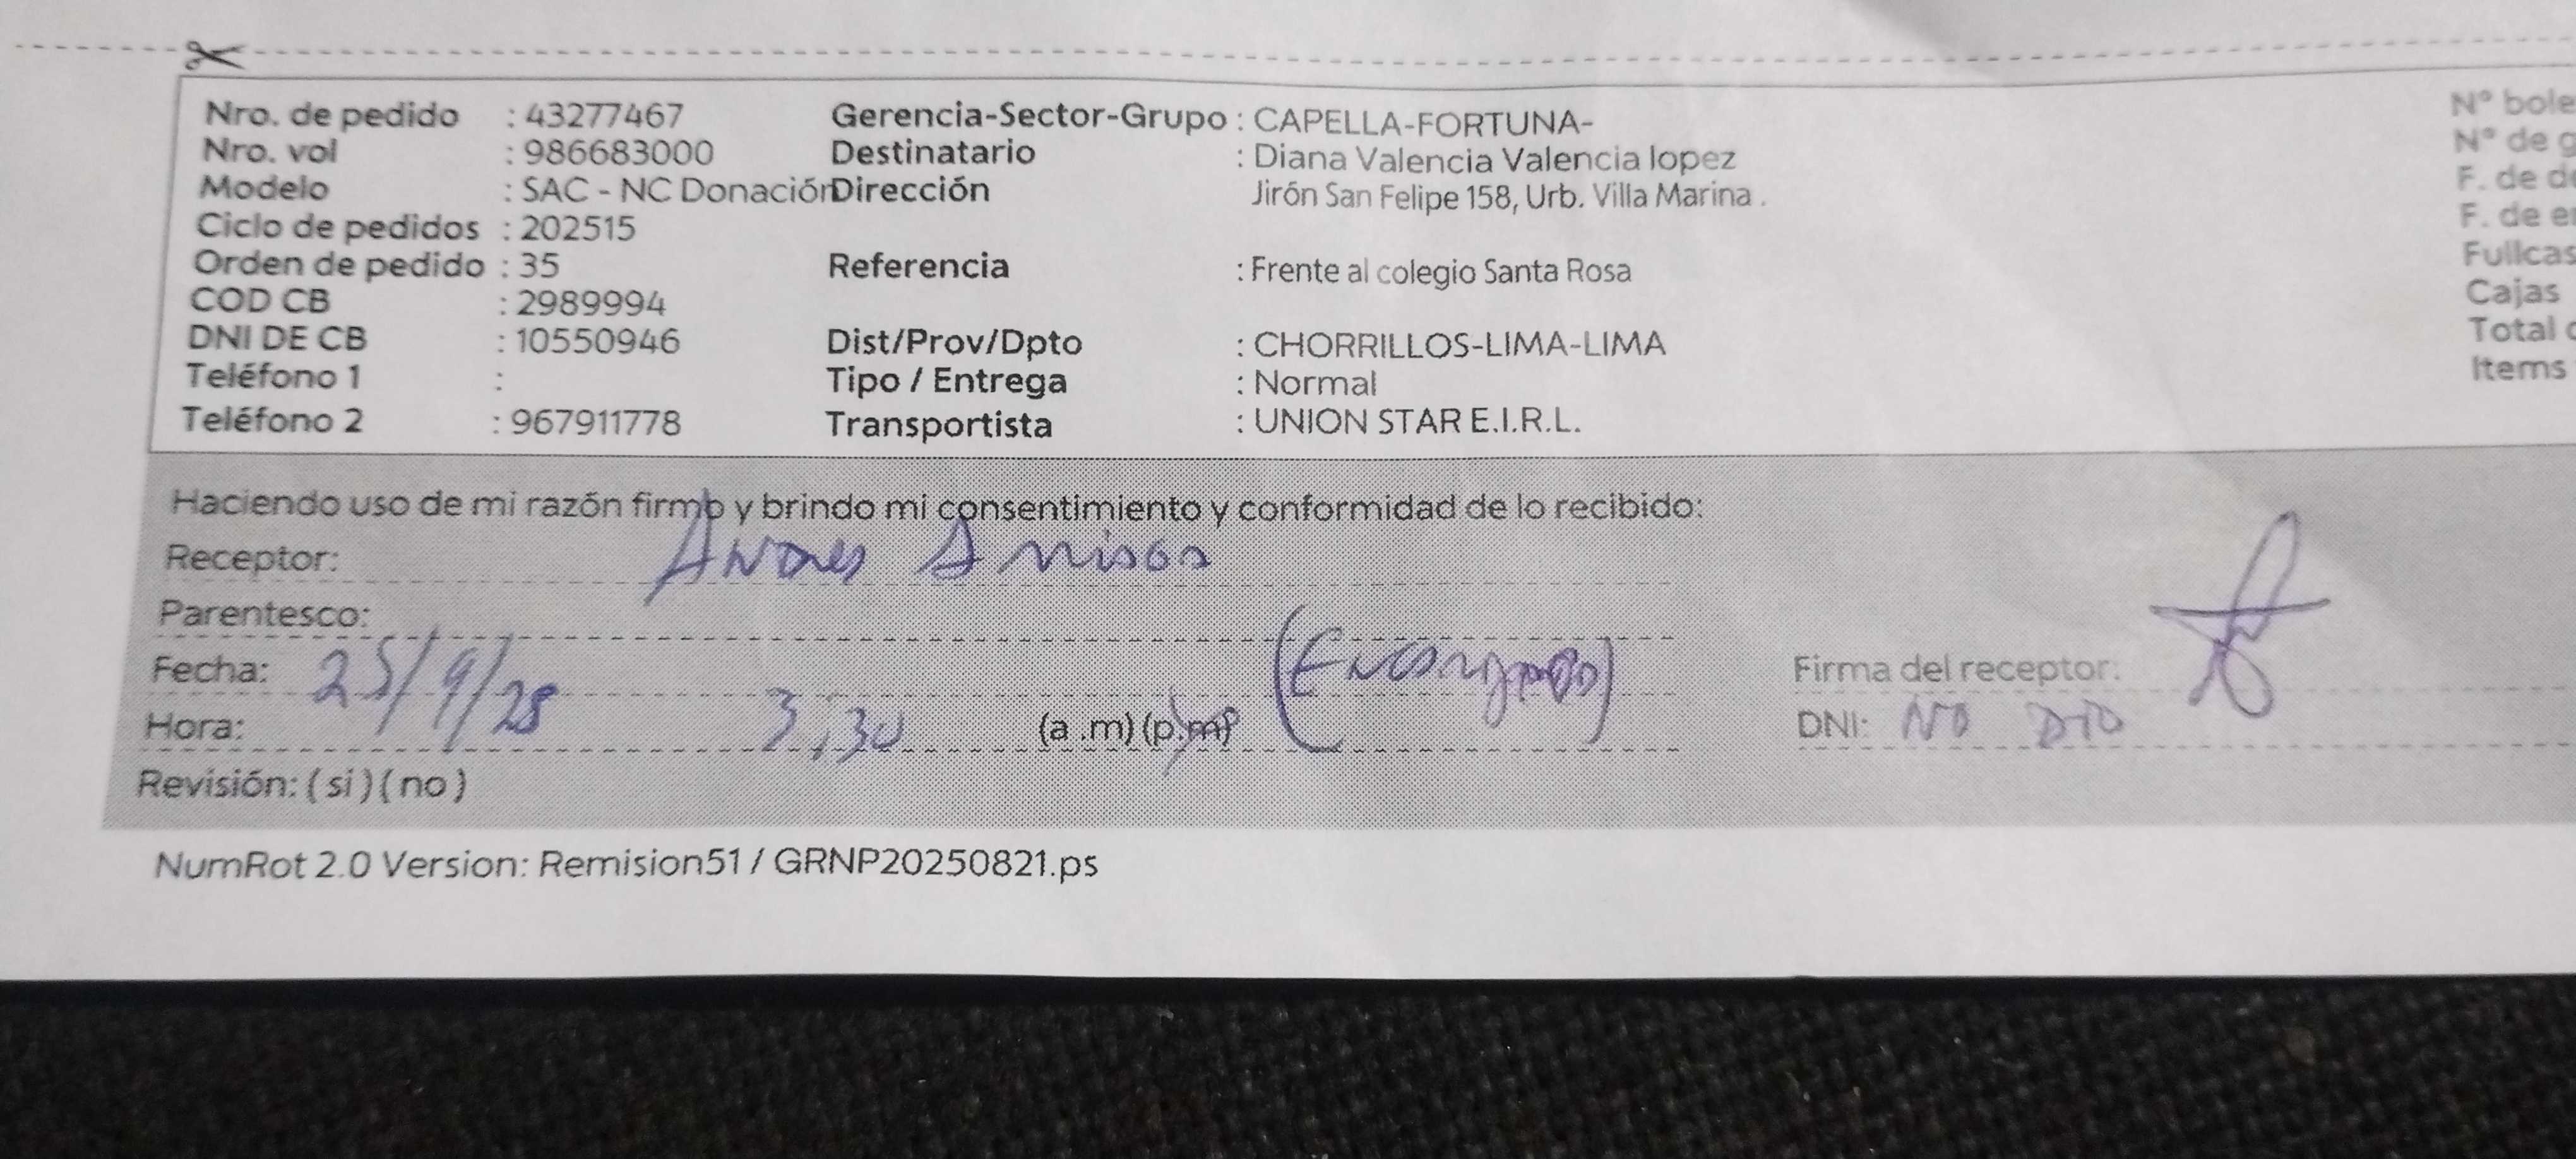 Nro. de pedido : 43277467
Nro. vol : 986683000
Modelo : SAC - NC Donación
Ciclo de pedidos : 202515
Orden de pedido : 35
COD CB : 2989994
DNI DE CB : 10550946
Teléfono 1 :
Teléfono 2 : 967911778
Gerencia-Sector-Grupo : CAPELLA-FORTUNA-
Destinatario : Diana Valencia Valencia lopez
Dirección Jirón San Felipe 158, Urb. Villa Marina .
Referencia : Frente al colegio Santa Rosa
Dist/Prov/Dpto : CHORRILLOS-LIMA-LIMA
Tipo / Entrega : Normal
Transportista : UNION STAR E.I.R.L.
N° bole
N° de g
F. de de
F. de e
Fullcas
Cajas
Total
Items
Haciendo uso de mi razón firmo y brindo mi consentimiento y conformidad de lo recibido:
Receptor: Andres
Parentesco:
(Encargado)
Fecha: 25/9/25
Hora: 3:30 (a .m) (p.m)
Revisión: ( si ) ( no )
Firma del receptor:
DNI: NO DIO
NumRot 2.0 Version: Remision51 / GRNP20250821.ps